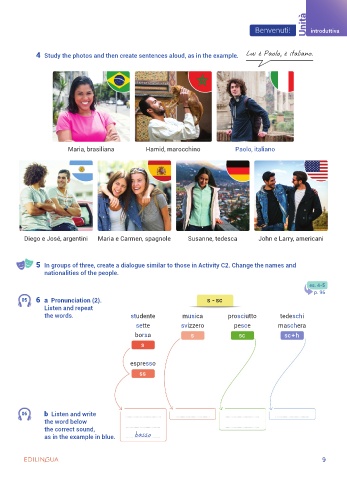 Benvenuti!
Unità
introduttiva
4 Study the photos and then create sentences aloud, as in the example.
Lui è Paolo, è italiano.
Maria, brasiliana
Hamid, marocchino
Paolo, italiano
Diego e José, argentini
Maria e Carmen, spagnole
Susanne, tedesca
John e Larry, americani
5 In groups of three, create a dialogue similar to those in Activity C2. Change the names and
nationalities of the people.
es. 4-5
p. 16
05
6 a Pronunciation (2).
Listen and repeat
the words.
s - sc
studente musica prosciutto tedeschi
sette svizzero pesce maschera
borsa s sc sc + h
s
espresso
ss
06
b Listen and write
the word below
the correct sound,
as in the example in blue.
basso
EDILINGUA
9